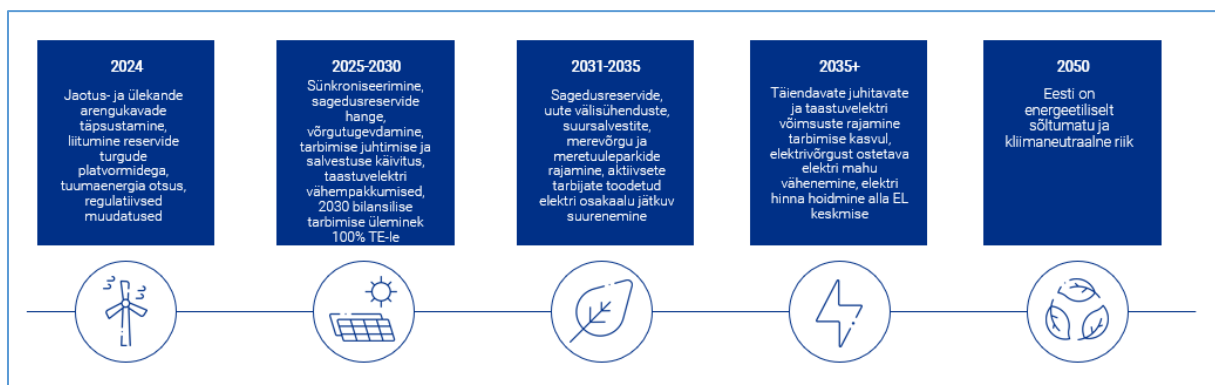 2024
Jaotus- ja ülekande
arengukavade
täpsustamine,
liitumine reservide
turgude
platvormidega,
tuumaenergia otsus,
regulatiivsed
muudatused
2025-2030
Sünkroniseerimine,
sagedusreservide
hange,
võrgutugevdamine,
tarbimise juhtimise ja
salvestuse käivitus,
taastuvelektri
vähempakkumised,
2030 bilansilise
tarbimise üleminek
100% TE-le
2031-2035
Sagedusreservide,
uute välisühenduste,
suursalvestite,
merevõrgu ja
meretuuleparkide
rajamine, aktiivsete
tarbijate toodetud
elektri osakaalu jätkuv
suurenemine
2035+
Täiendavate juhitavate
ja taastuvelektri
võimsuste rajamine
tarbimise kasvul,
elektrivõrgust ostetava
elektri mahu
vähenemine, elektri
hinna hoidmine alla EL
keskmise
2050
Eesti on
energeetiliselt
sõltumatu ja
kliimaneutraalne riik